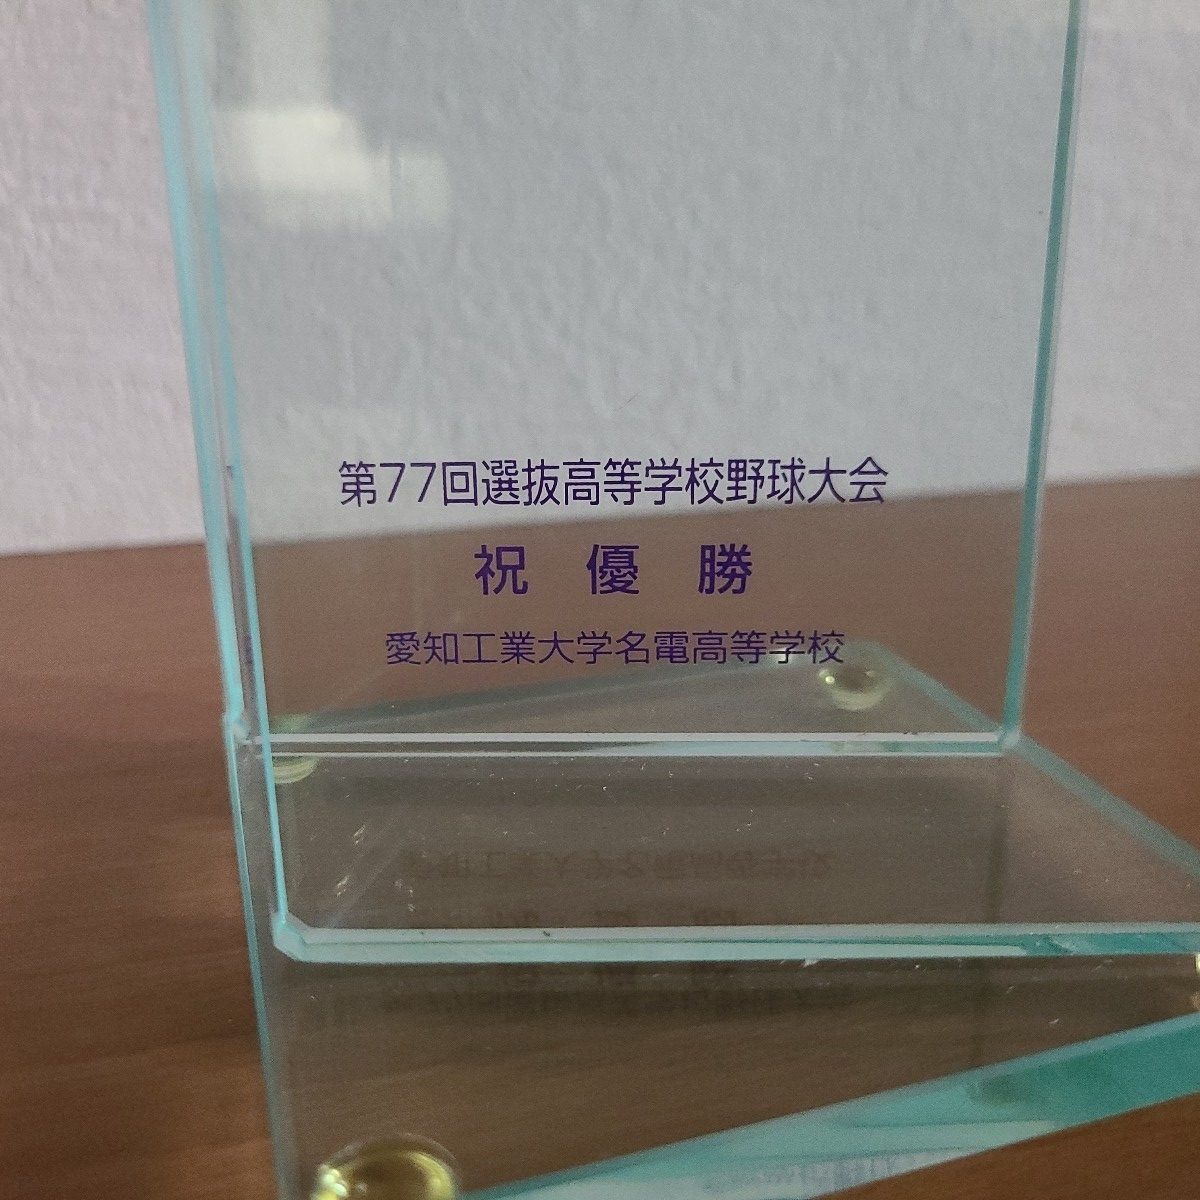 第77回選抜高等学校野球大会
祝 優 勝
愛知工業大学名電高等学校